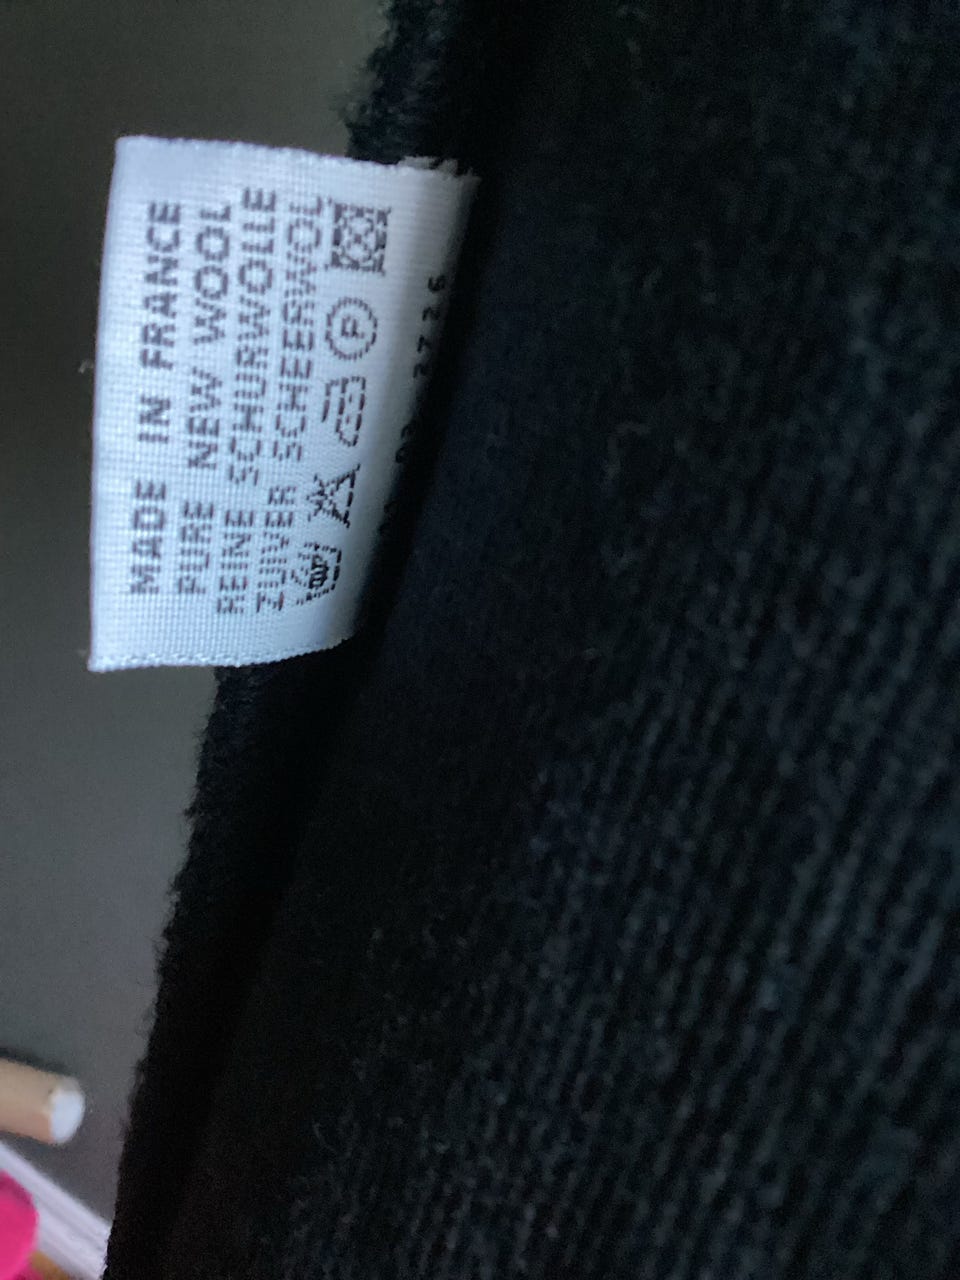 MADE IN FRANCE
PURE NEW WOOL
REINE SCHURWOLLE
ZUIVER SCHEERWOL
P